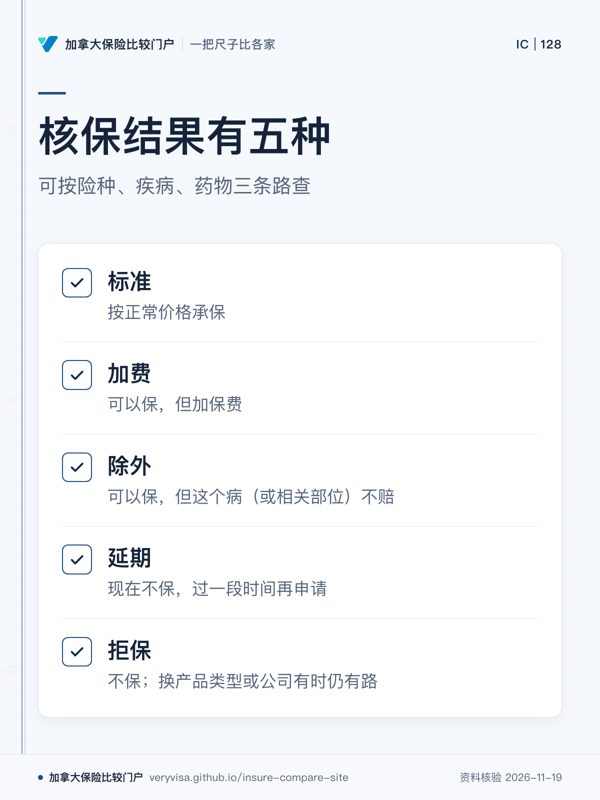 加拿大保险比较门户 | 一把尺子比各家
IC | 128
核保结果有五种
可按险种、疾病、药物三条路查
标准
按正常价格承保
加费
可以保，但加保费
除外
可以保，但这个病（或相关部位）不赔
延期
现在不保，过一段时间再申请
拒保
不保；换产品类型或公司有时仍有路
加拿大保险比较门户 veryvisa.github.io/insure-compare-site
资料核验 2026-11-19